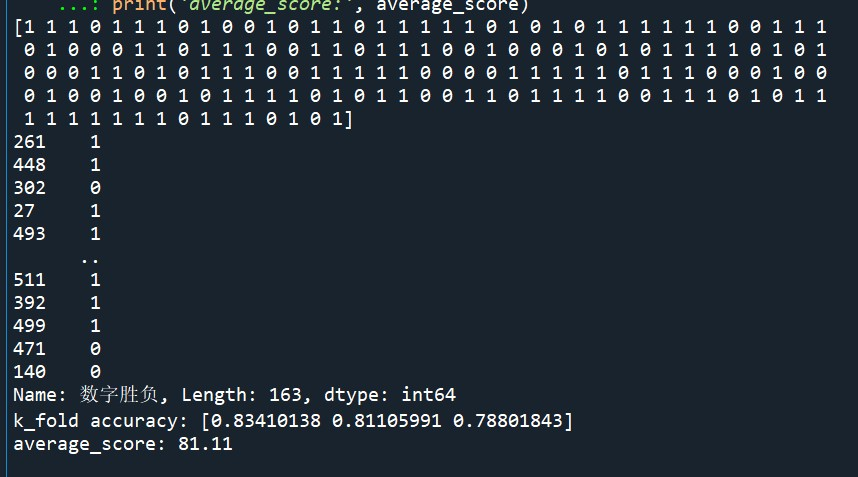 ...: print('average_score:', average_score)
[1 1 1 0 1 1 1 0 1 0 0 1 0 1 1 0 1 1 1 1 1 0 1 0 1 0 1 1 1 1 1 1 0 0 1 1 1
0 1 0 0 0 1 1 0 1 1 1 0 0 1 1 0 1 1 1 0 0 1 0 0 0 1 0 1 0 1 1 1 1 0 1 0 1
0 0 0 1 1 0 1 0 1 1 1 0 0 1 1 1 1 1 0 0 0 0 1 1 1 1 1 0 1 1 1 0 0 0 1 0 0
0 1 0 0 1 0 0 1 0 1 1 1 1 0 1 0 1 1 0 0 1 1 0 1 1 1 1 0 0 1 1 1 0 1 0 1 1
1 1 1 1 1 1 1 0 1 1 1 0 1 0 1]
261 1
448 1
302 0
27 1
493 1
..
511 1
392 1
499 1
471 0
140 0
Name: 数字胜负, Length: 163, dtype: int64
k_fold accuracy: [0.83410138 0.81105991 0.78801843]
average_score: 81.11